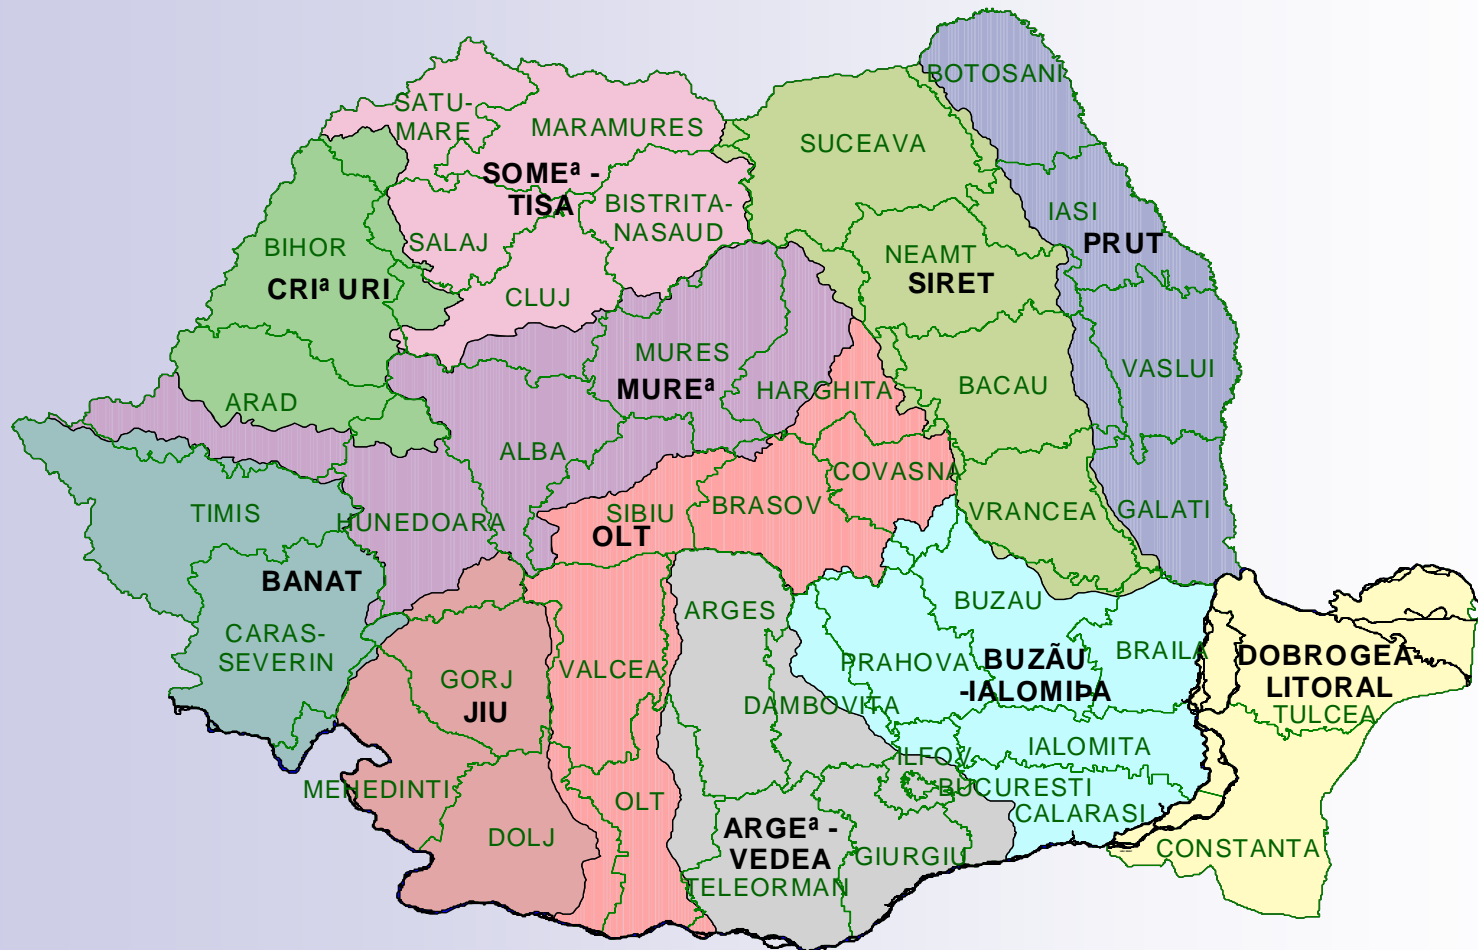 BOTOSANI
SATU-
MARE
MARAMURES
SUCEAVA
SOMEª -
TISA
BISTRITA-
NASAUD
IASI
PRUT
SALAJ
BIHOR
CRIª URI
NEAMT
SIRET
CLUJ
MURES
MUREª
HARGHITA
BACAU
VASLUI
ARAD
ALBA
COVASNA
TIMIS
HUNEDOARA
SIBIU
OLT
BRASOV
VRANCEA
GALATI
BANAT
CARAS-
SEVERIN
ARGES
BUZAU
GORJ
JIU
VALCEA
PRAHOVA
BUZÃU
-IALOMIÞA
BRAILA
DOBROGEA-
LITORAL
TULCEA
DAMBOVITA
ILFOV
IALOMITA
MEHEDINTI
OLT
BUCURESTI
CALARASI
DOLJ
ARGEª -
VEDEA
GIURGIU
CONSTANTA
TELEORMAN